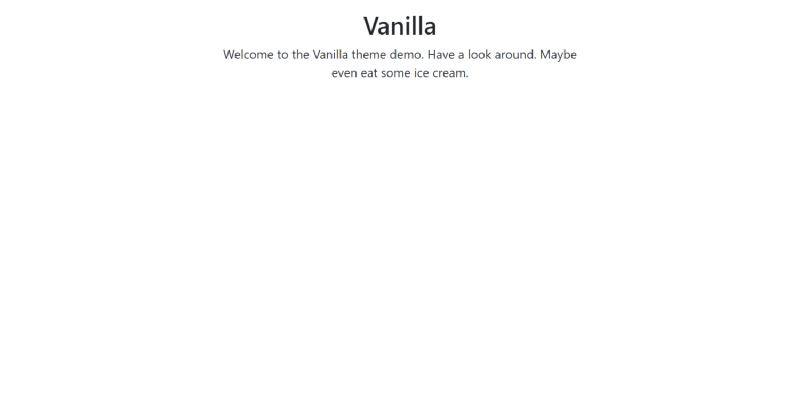 Vanilla
Welcome to the Vanilla theme demo. Have a look around. Maybe
even eat some ice cream.